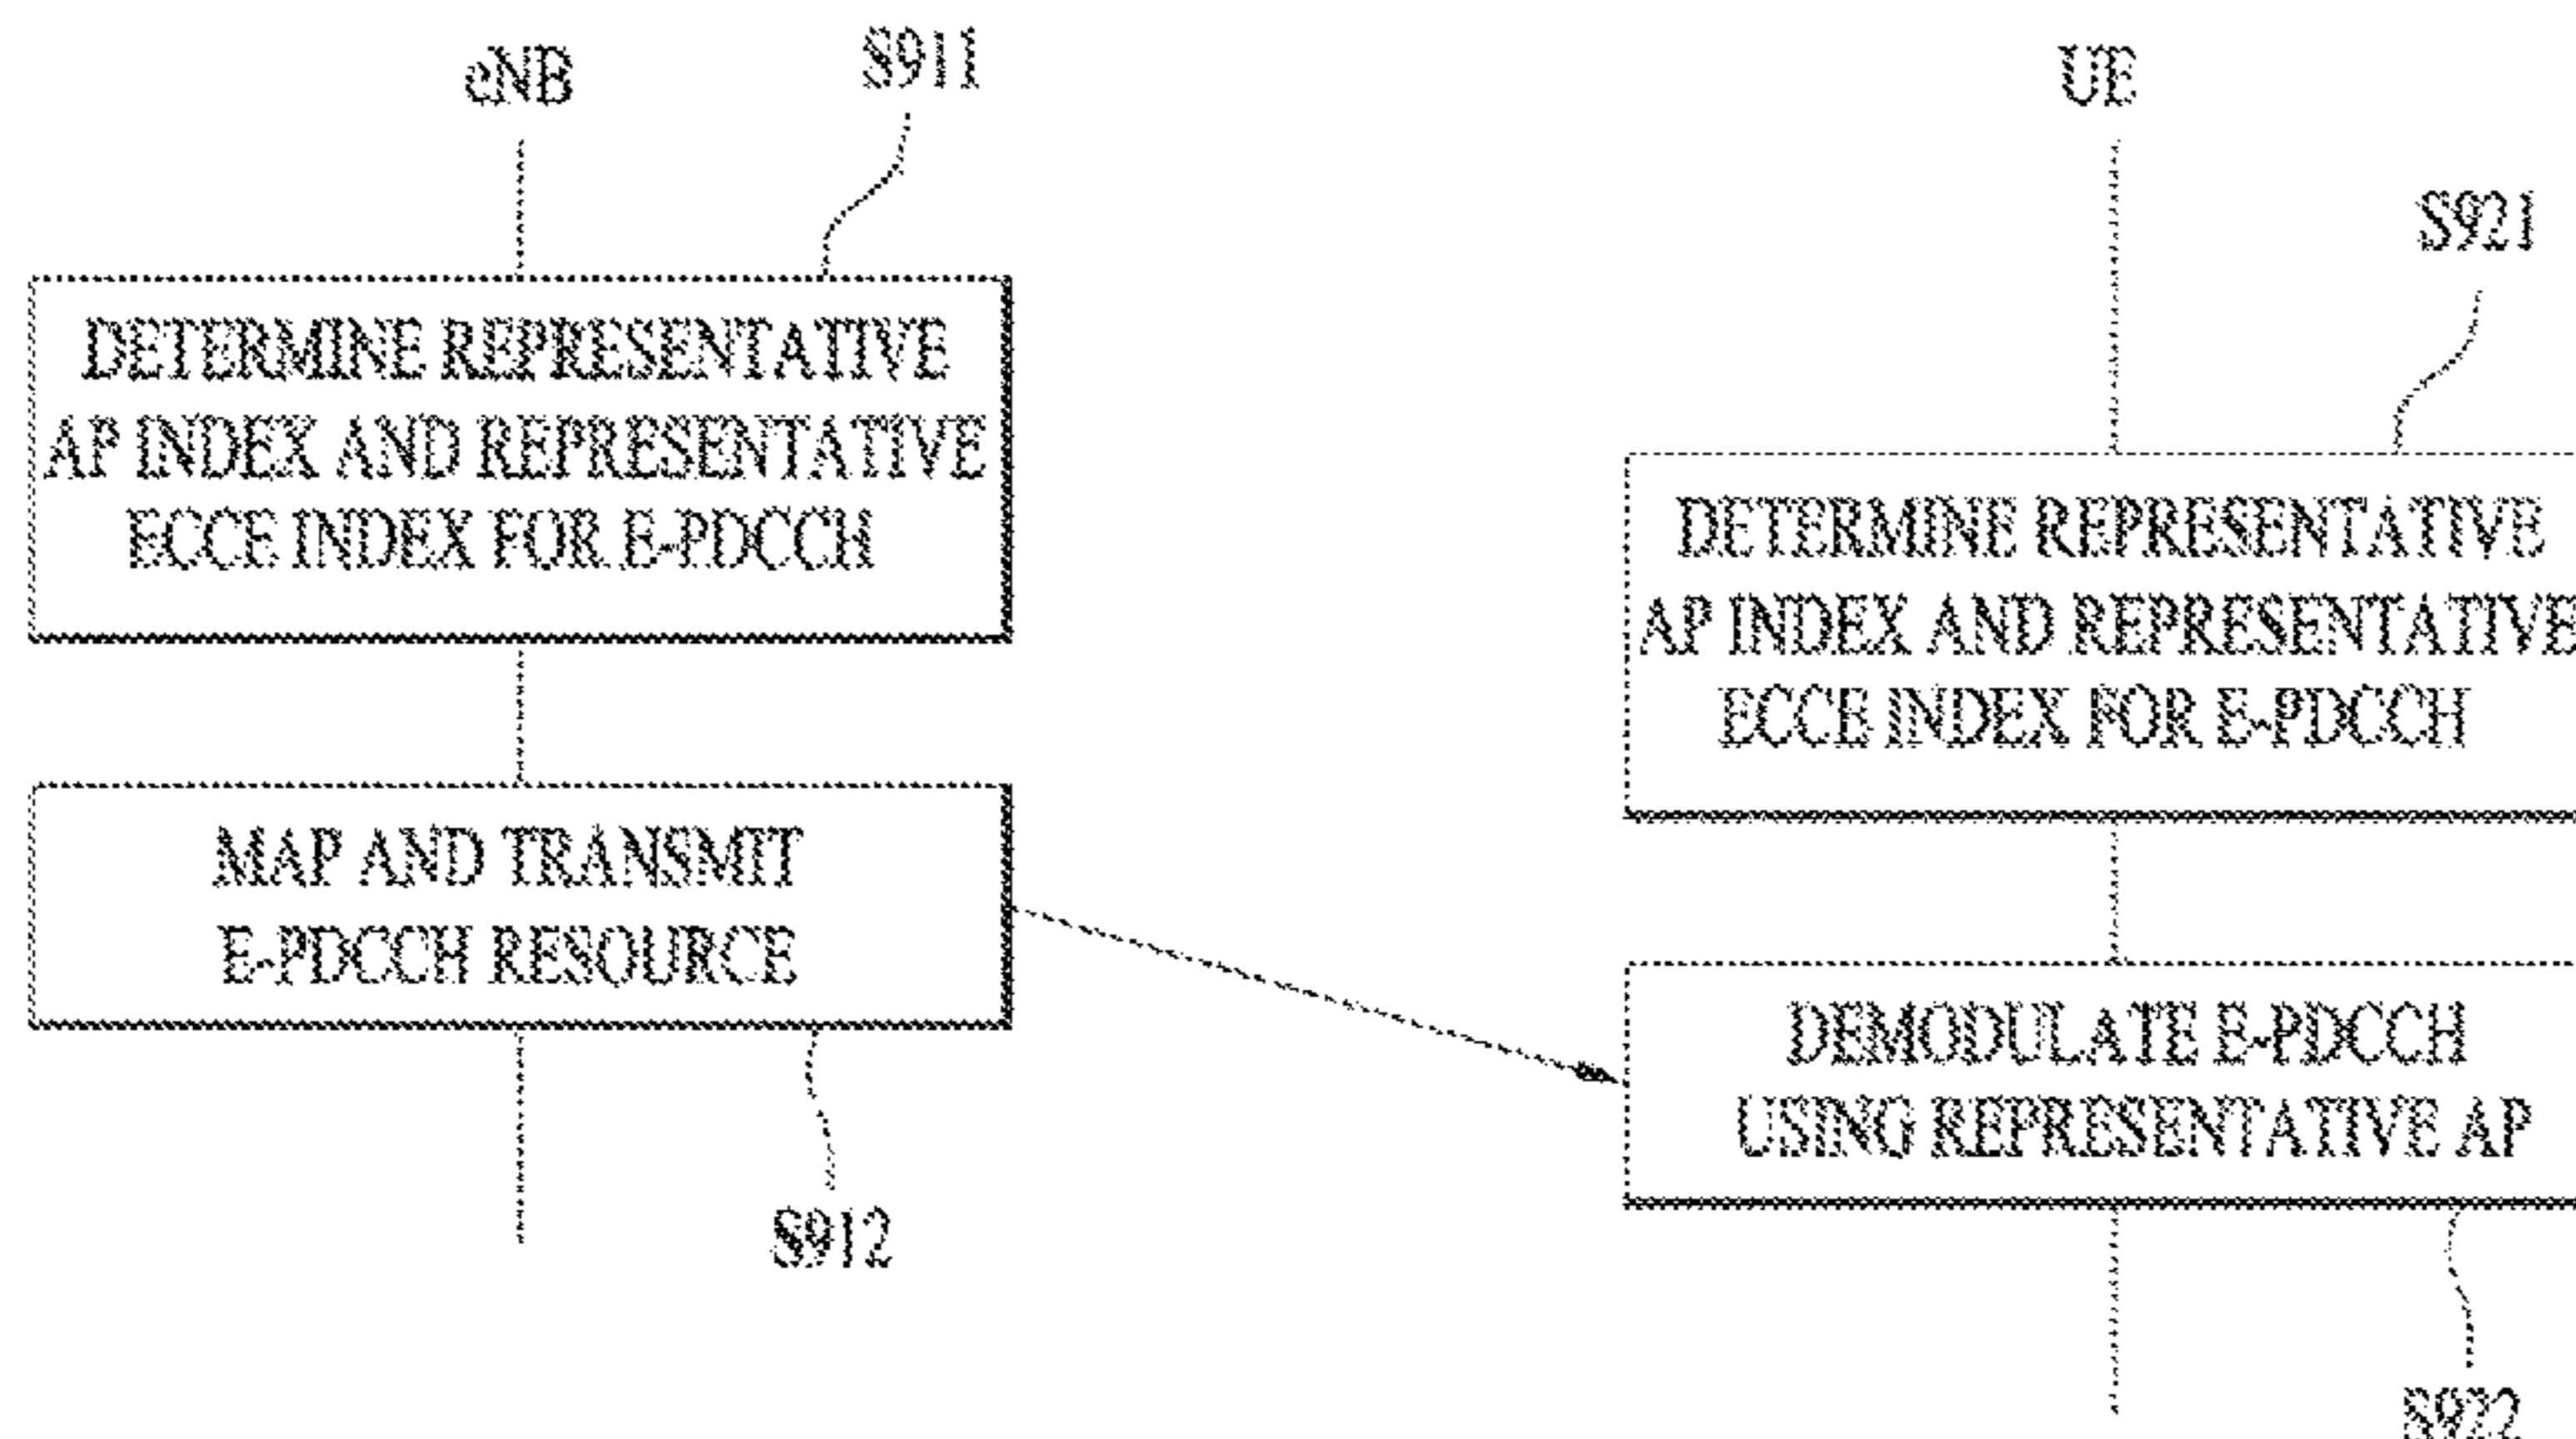 eNB
S911
DETERMINE REPRESENTATIVE
AP INDEX AND REPRESENTATIVE
ECCE INDEX FOR E-PDCCH
MAP AND TRANSMIT
E-PDCCH RESOURCE
S912
UE
S921
DETERMINE REPRESENTATIVE
AP INDEX AND REPRESENTATIVE
ECCE INDEX FOR E-PDCCH
DEMODULATE E-PDCCH
USING REPRESENTATIVE AP
S922